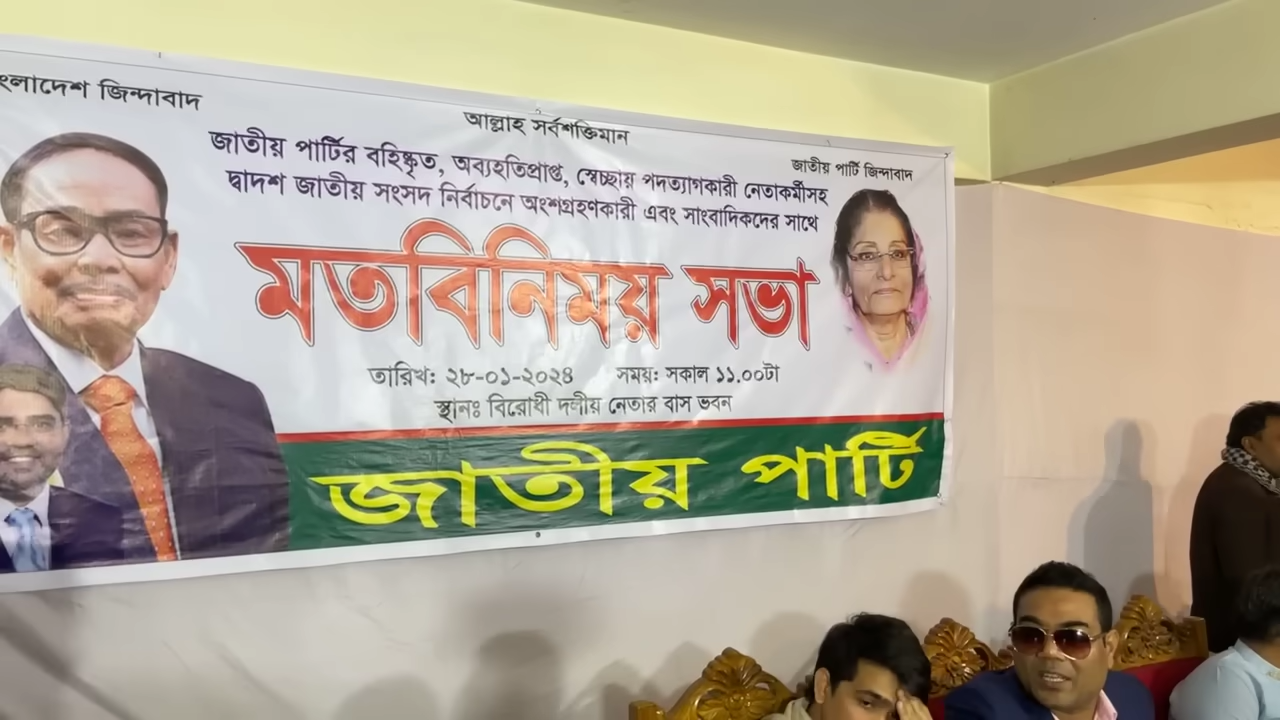 বাংলাদেশ জিন্দাবাদ
আল্লাহ সর্বশক্তিমান
জাতীয় পার্টি জিন্দাবাদ
জাতীয় পার্টির বহিষ্কৃত, অব্যহতিপ্রাপ্ত, স্বেচ্ছায় পদত্যাগকারী নেতাকর্মীসহ
দ্বাদশ জাতীয় সংসদ নির্বাচনে অংশগ্রহণকারী এবং সাংবাদিকদের সাথে
মতবিনিময় সভা
তারিখ: ২৮-০১-২০২৪ সময়: সকাল ১১.০০টা
স্থানঃ বিরোধী দলীয় নেতার বাস ভবন
জাতীয় পার্টি